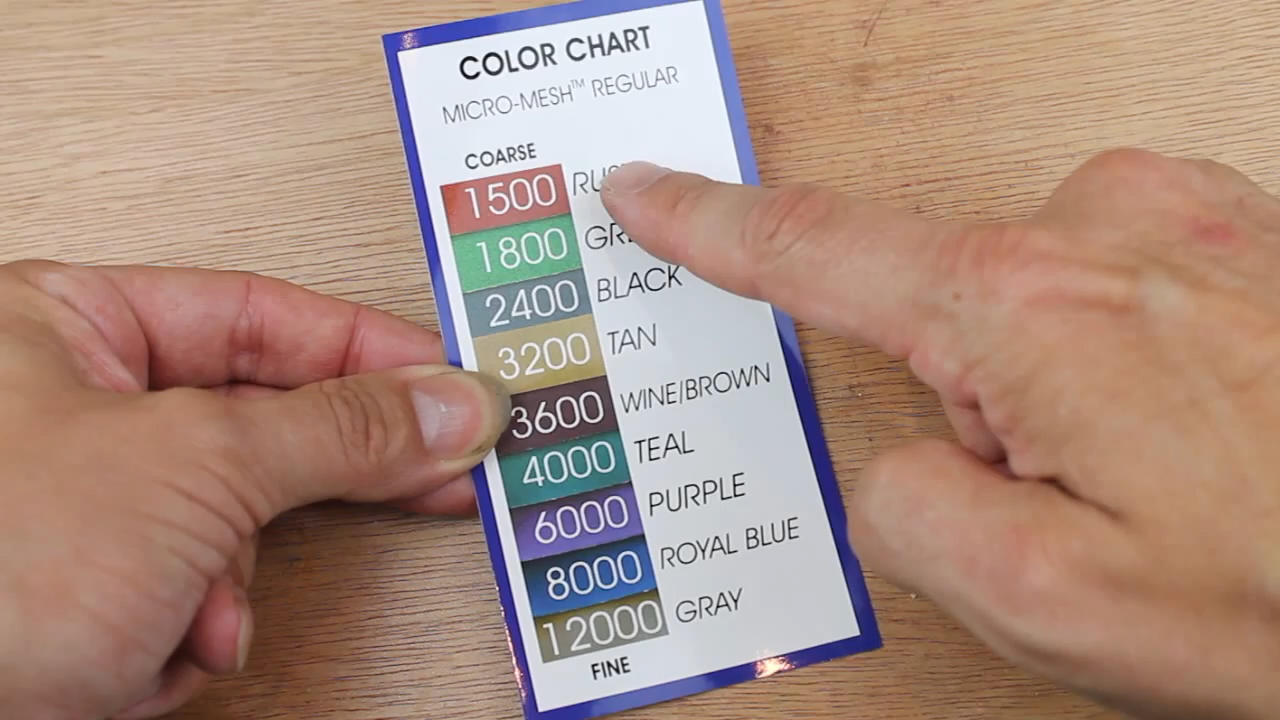 COLOR CHART
MICRO-MESH™ REGULAR
COARSE
1500
1800
2400 BLACK
3200 TAN
3600 WINE/BROWN
4000 TEAL
6000 PURPLE
8000 ROYAL BLUE
12000 GRAY
FINE